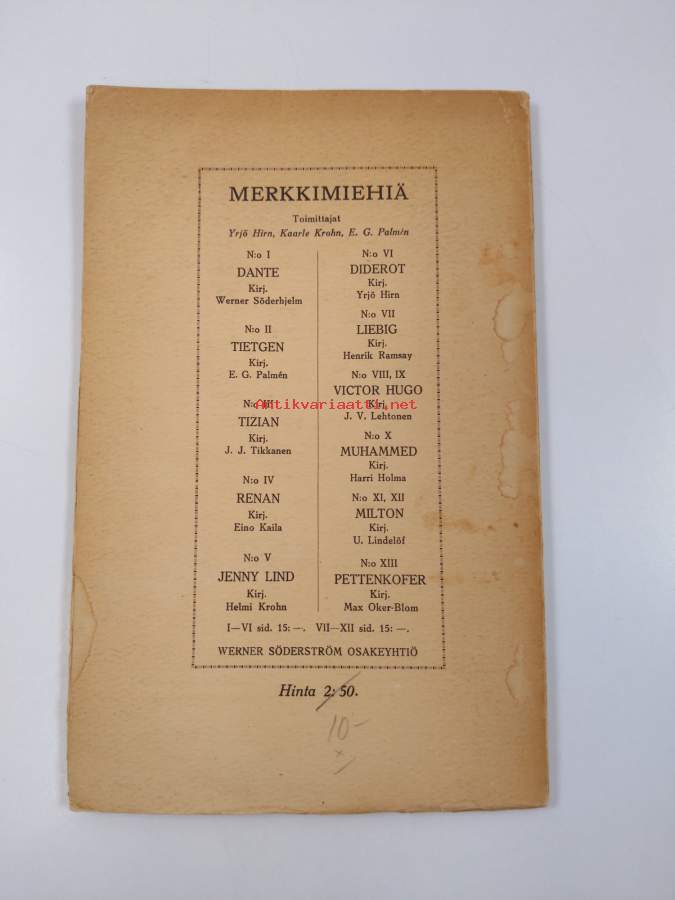 MERKKIMIEHIÄ
Toimittajat
Yrjö Hirn, Kaarle Krohn, E. G. Palmén
N:o I
DANTE
Kirj.
Werner Söderhjelm
N:o II
TIETGEN
Kirj.
E. G. Palmén
N:o III
TIZIAN
Kirj.
J. J. Tikkanen
N:o IV
RENAN
Kirj.
Eino Kaila
N:o V
JENNY LIND
Kirj.
Helmi Krohn
N:o VI
DIDEROT
Kirj.
Yrjö Hirn
N:o VII
LIEBIG
Kirj.
Henrik Ramsay
N:o VIII, IX
VICTOR HUGO
Kirj.
J. V. Lehtonen
N:o X
MUHAMMED
Kirj.
Harri Holma
N:o XI, XII
MILTON
Kirj.
U. Lindelöf
N:o XIII
PETTENKOFER
Kirj.
Max Oker-Blom
I—VI sid. 15: —. VII—XII sid. 15: —.
WERNER SÖDERSTRÖM OSAKEYHTIÖ
Hinta 2: 50.
10-
x
Antikvariaatti.net